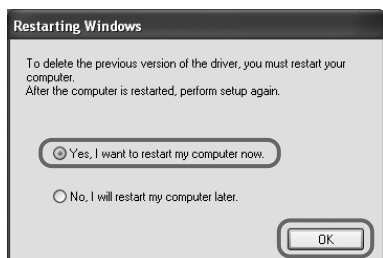 Restarting Windows
To delete the previous version of the driver, you must restart your
computer.
After the computer is restarted, perform setup again.
Yes, I want to restart my computer now.
No, I will restart my computer later.
OK